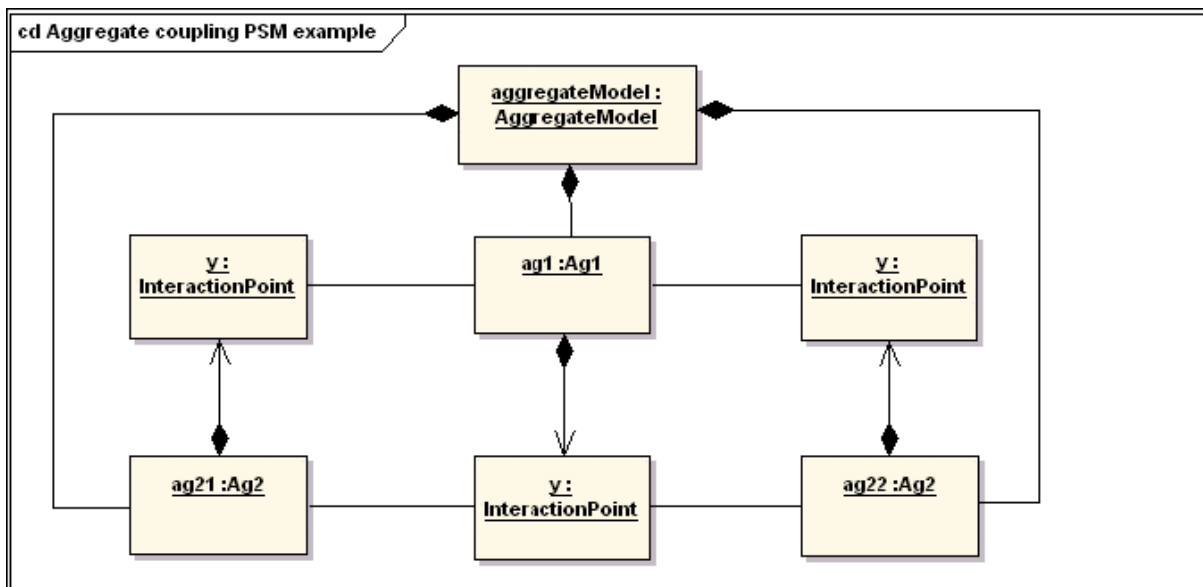 cd Aggregate coupling PSM example
aggregateModel :
AggregateModel
y :
InteractionPoint
ag1 :Ag1
y :
InteractionPoint
ag21 :Ag2
y :
InteractionPoint
ag22 :Ag2